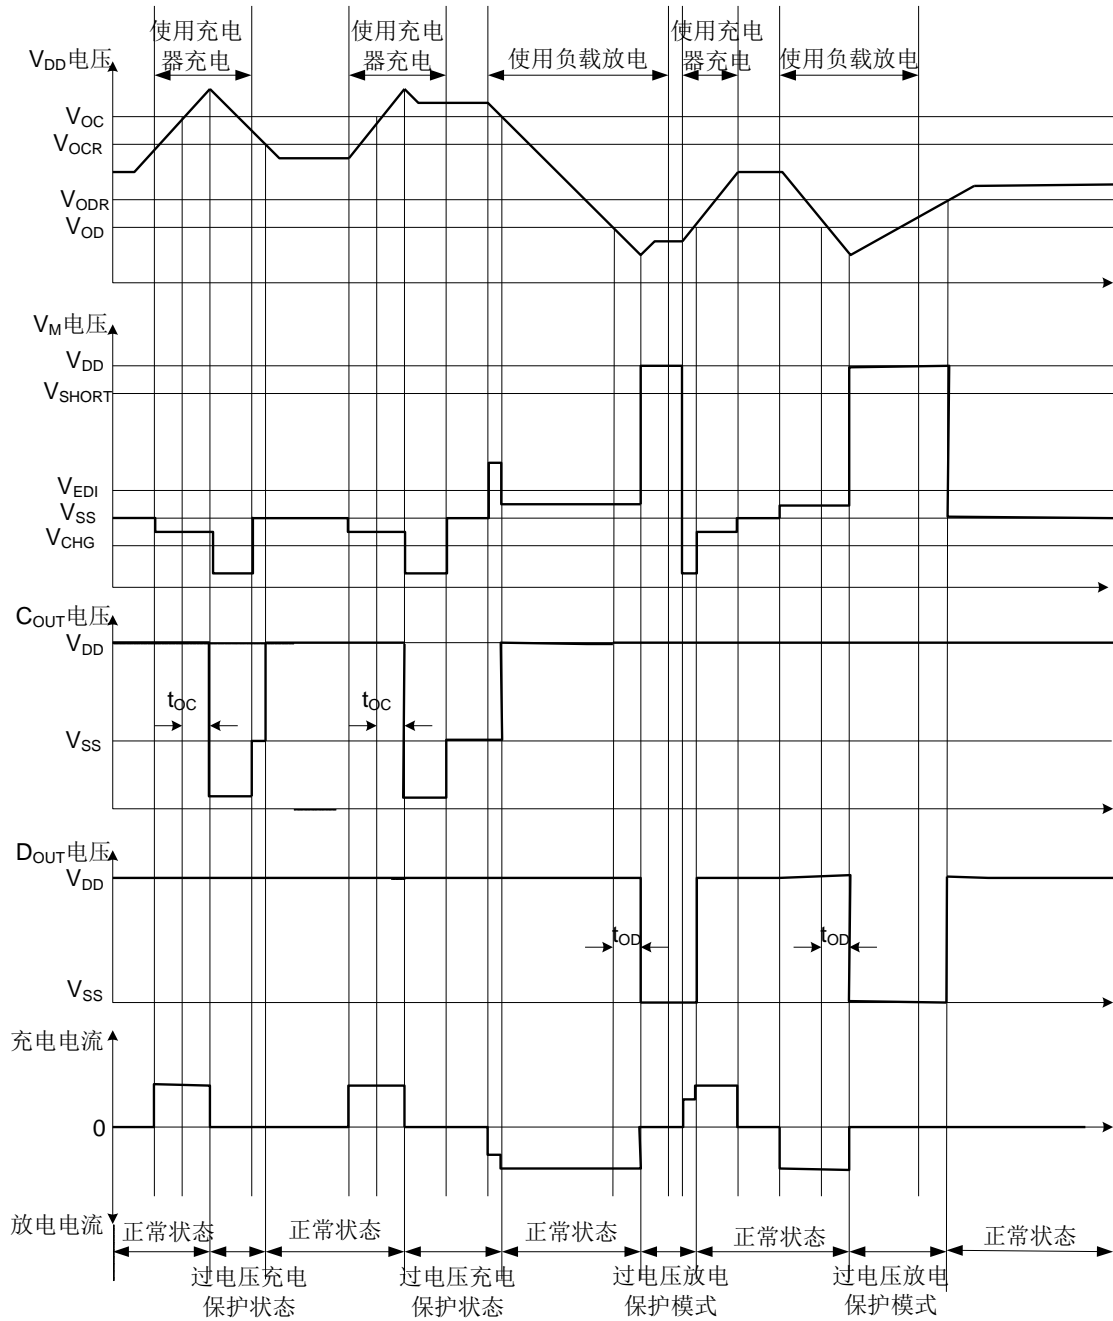 使用充电
器充电
使用充电
器充电
使用负载放电
使用充电
器充电
使用负载放电
VDD电压
VOC
VOCR
VODR
VOD
VM电压
VDD
VSHORT
VEDI
VSS
VCHG
COUT电压
VDD
tOC
tOC
VSS
DOUT电压
VDD
tOD
tOD
VSS
充电电流
0
放电电流
正常状态
正常状态
正常状态
正常状态
正常状态
过电压充电
保护状态
过电压充电
保护状态
过电压放电
保护模式
过电压放电
保护模式